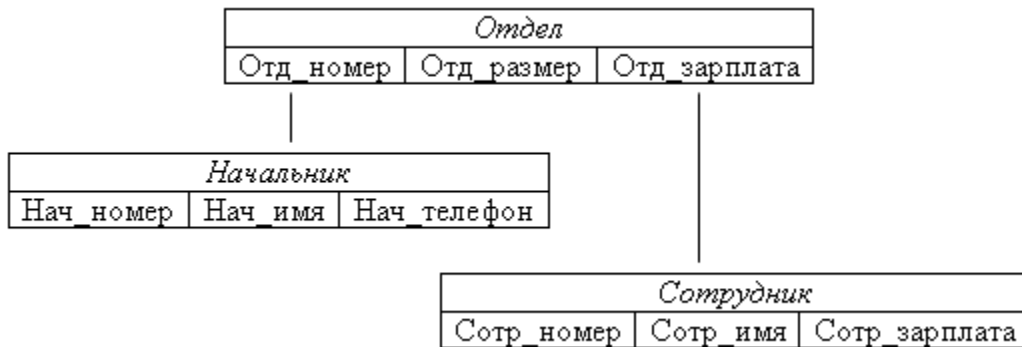 Отдел
Отд_номер Отд_размер Отд_зарплата
Начальник
Нач_номер Нач_имя Нач_телефон
Сотрудник
Сотр_номер Сотр_имя Сотр_зарплата